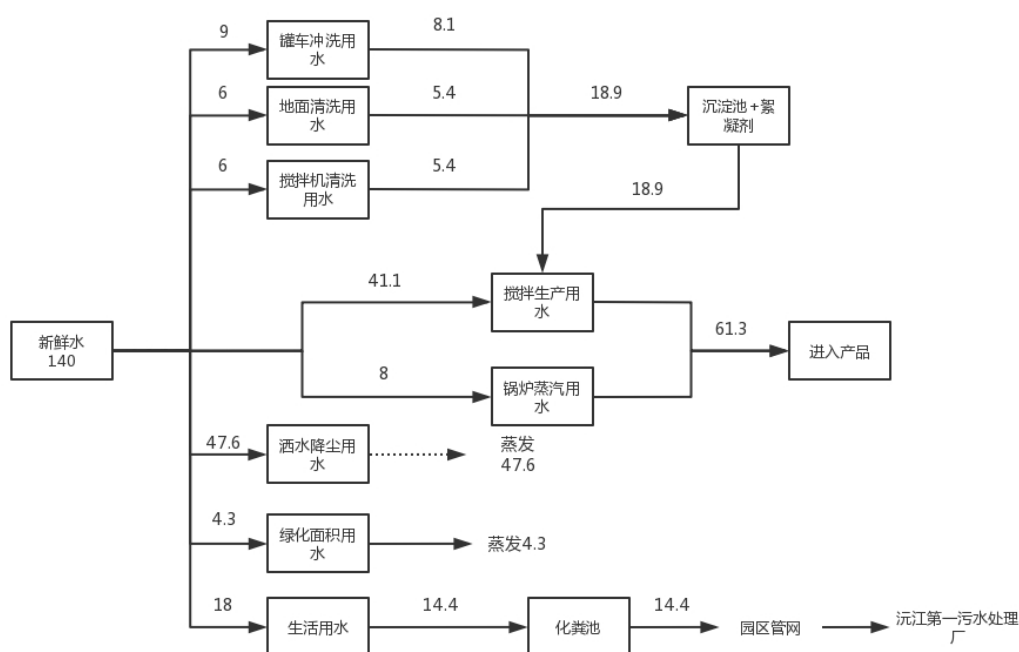 9
罐车冲洗用
水
8.1
6
地面清洗用
水
5.4
18.9
沉淀池+絮
凝剂
6
搅拌机清洗
用水
5.4
18.9
41.1
搅拌生产用
水
新鲜水
140
61.3
进入产品
8
锅炉蒸汽用
水
47.6
洒水降尘用
水
蒸发
47.6
4.3
绿化面积用
水
蒸发4.3
18
生活用水
14.4
化粪池
14.4
园区管网
沅江第一污水处理
厂